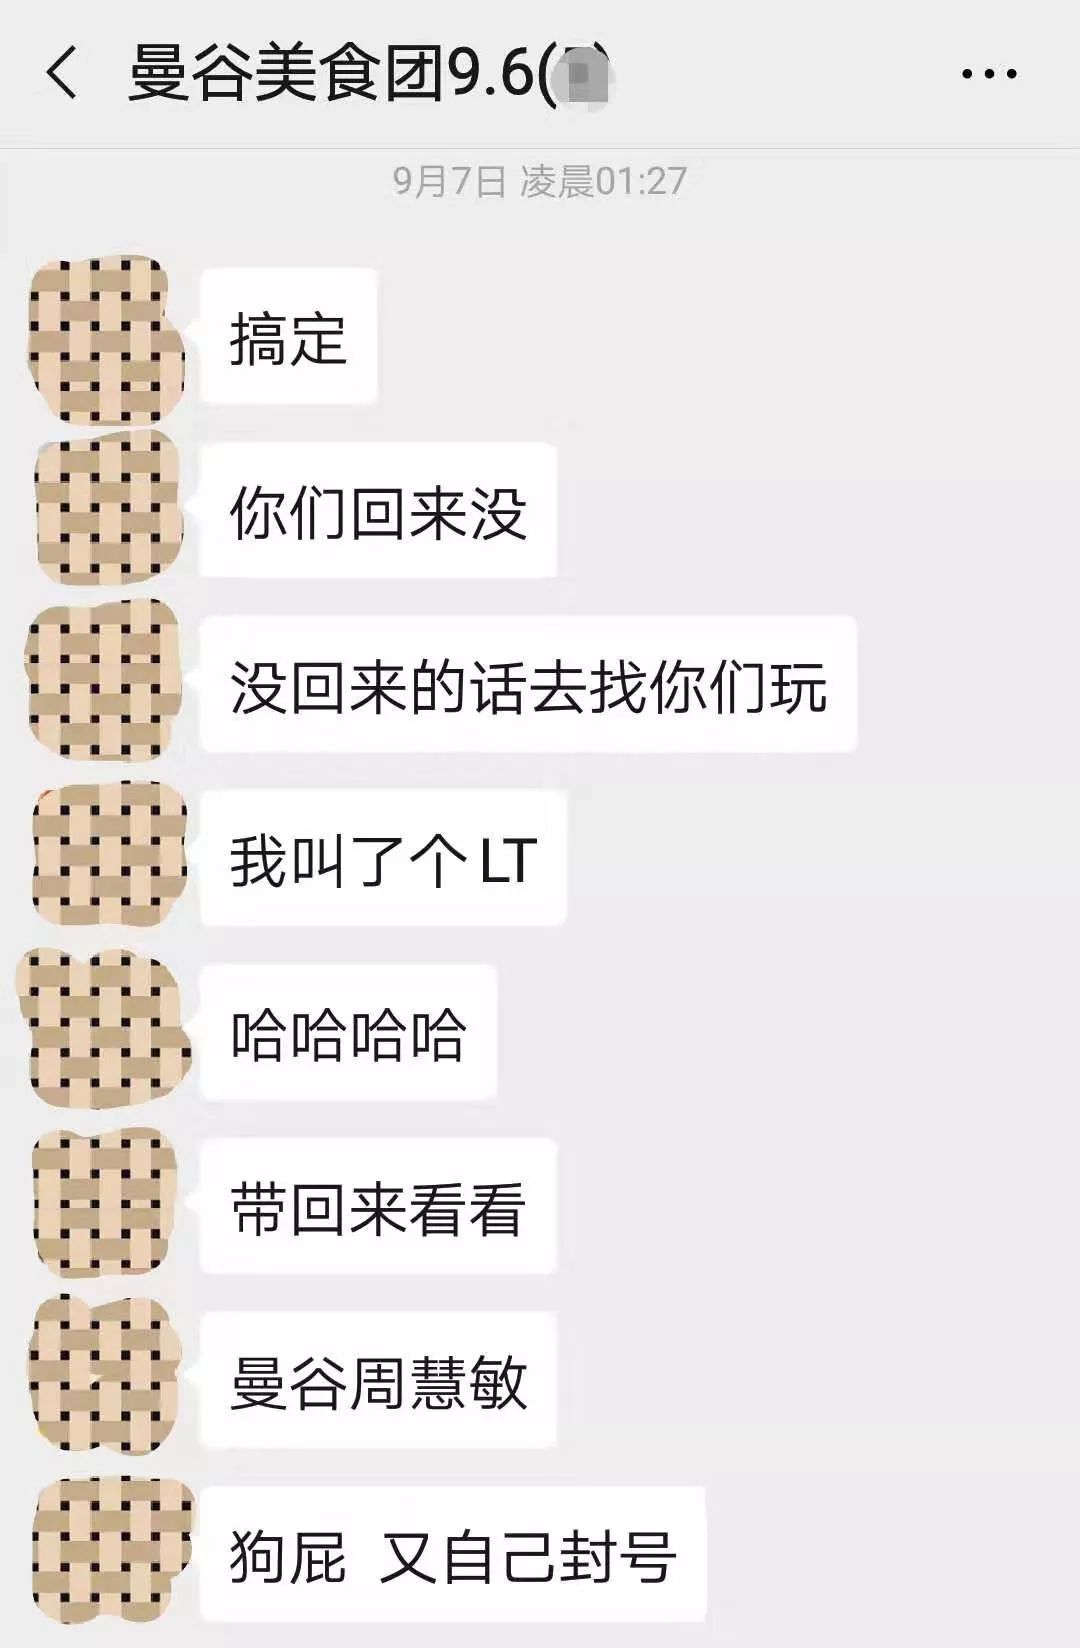 曼谷美食团9.6(
9月7日 凌晨01:27
搞定
你们回来没
没回来的话去找你们玩
我叫了个LT
哈哈哈哈
带回来看看
曼谷周慧敏
狗屁 又自己封号